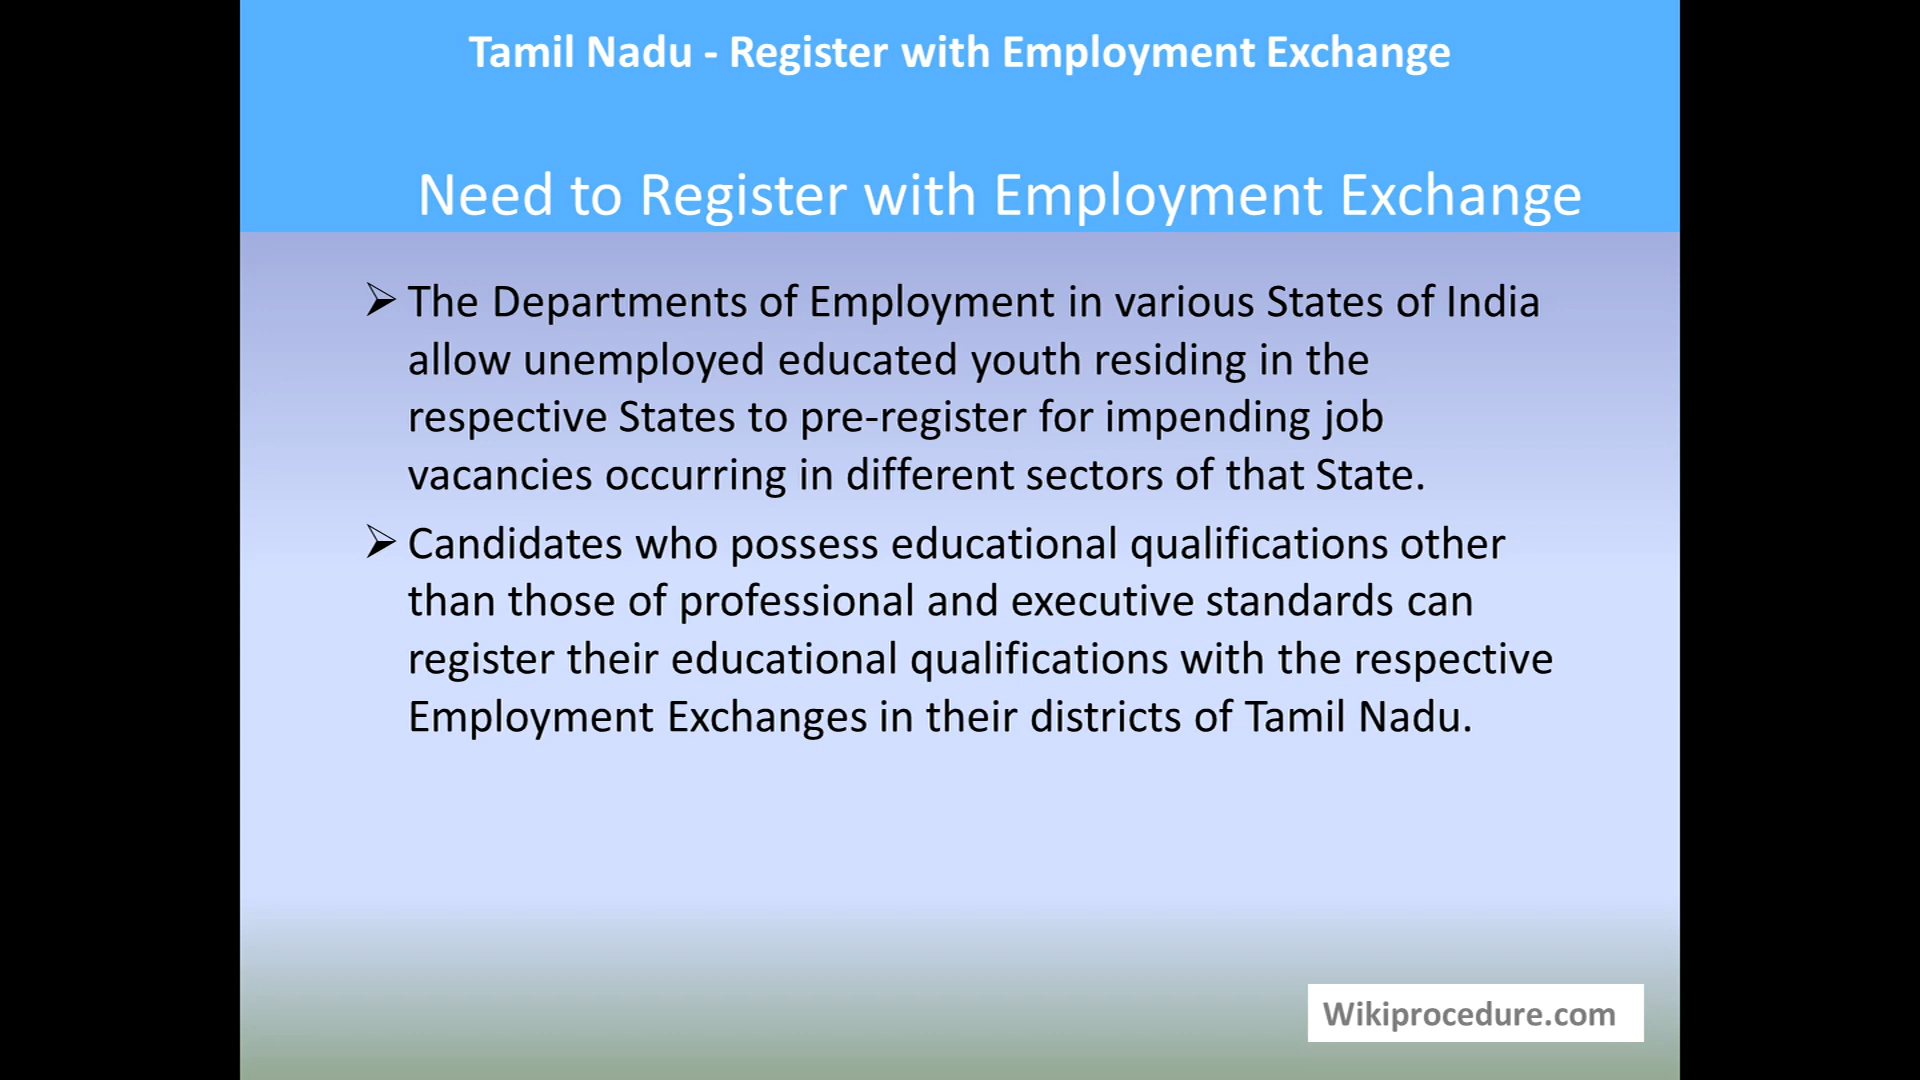 Tamil Nadu - Register with Employment Exchange
Need to Register with Employment Exchange
➢ The Departments of Employment in various States of India
allow unemployed educated youth residing in the
respective States to pre-register for impending job
vacancies occurring in different sectors of that State.
➢ Candidates who possess educational qualifications other
than those of professional and executive standards can
register their educational qualifications with the respective
Employment Exchanges in their districts of Tamil Nadu.
Wikiprocedure.com